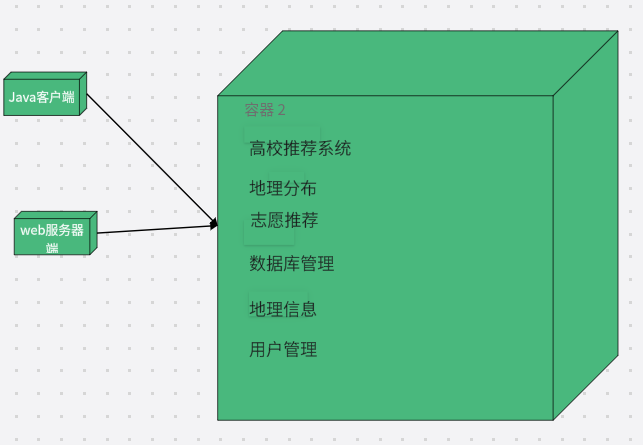 Java客户端
web服务器
端
容器 2
高校推荐系统
地理分布
志愿推荐
数据库管理
地理信息
用户管理